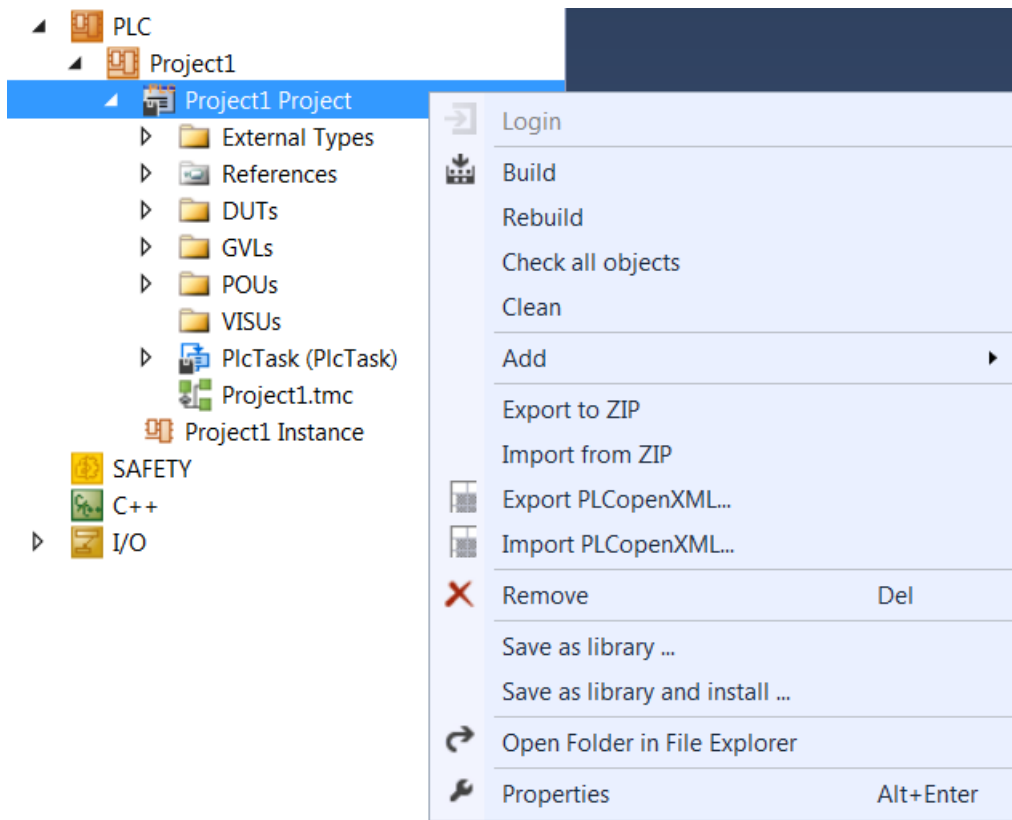 PLC
Project1
Project1 Project
External Types
References
DUTs
GVLs
POUs
VISUs
PlcTask (PlcTask)
Project1.tmc
Project1 Instance
SAFETY
C++
I/O
Login
Build
Rebuild
Check all objects
Clean
Add
Export to ZIP
Import from ZIP
Export PLCopenXML...
Import PLCopenXML...
Remove Del
Save as library ...
Save as library and install ...
Open Folder in File Explorer
Properties Alt+Enter